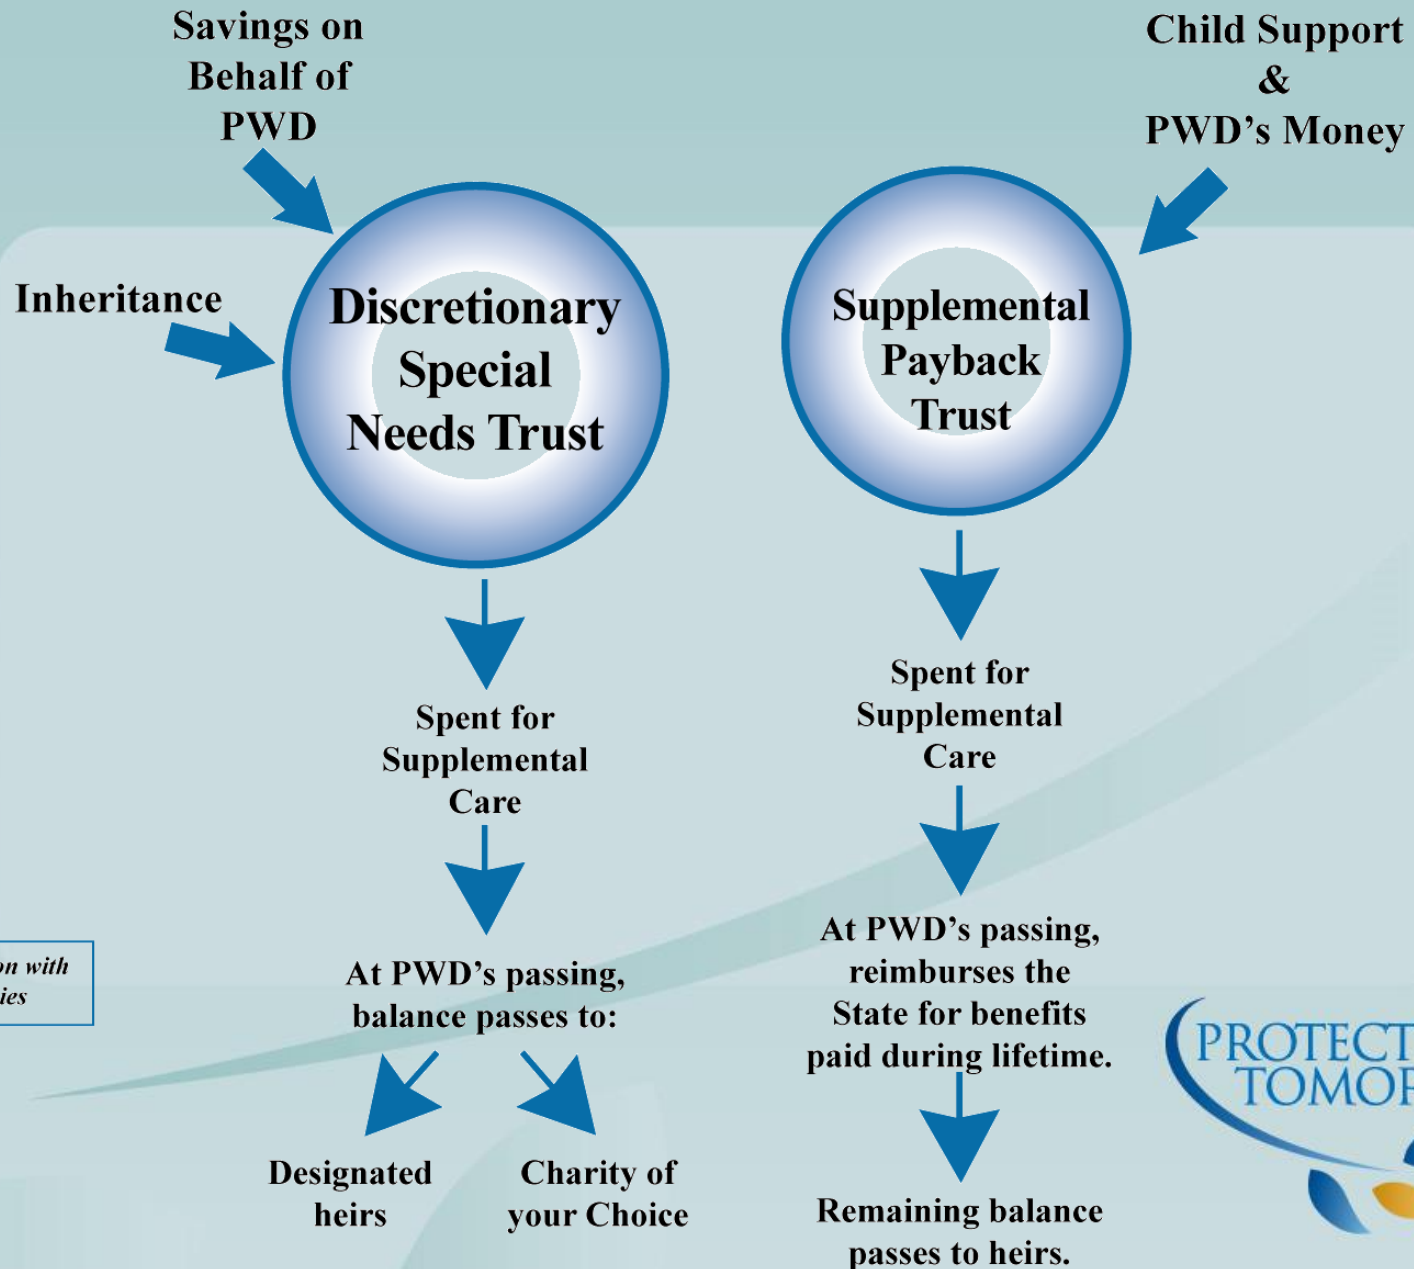 Savings on
Behalf of
PWD
Inheritance
Discretionary
Special
Needs Trust
Spent for
Supplemental
Care
At PWD's passing,
balance passes to:
Designated
heirs
Charity of
your Choice
Child Support
&
PWD's Money
Supplemental
Payback
Trust
Spent for
Supplemental
Care
At PWD's passing,
reimburses the
State for benefits
paid during lifetime.
Remaining balance
passes to heirs.
with
PROTECT